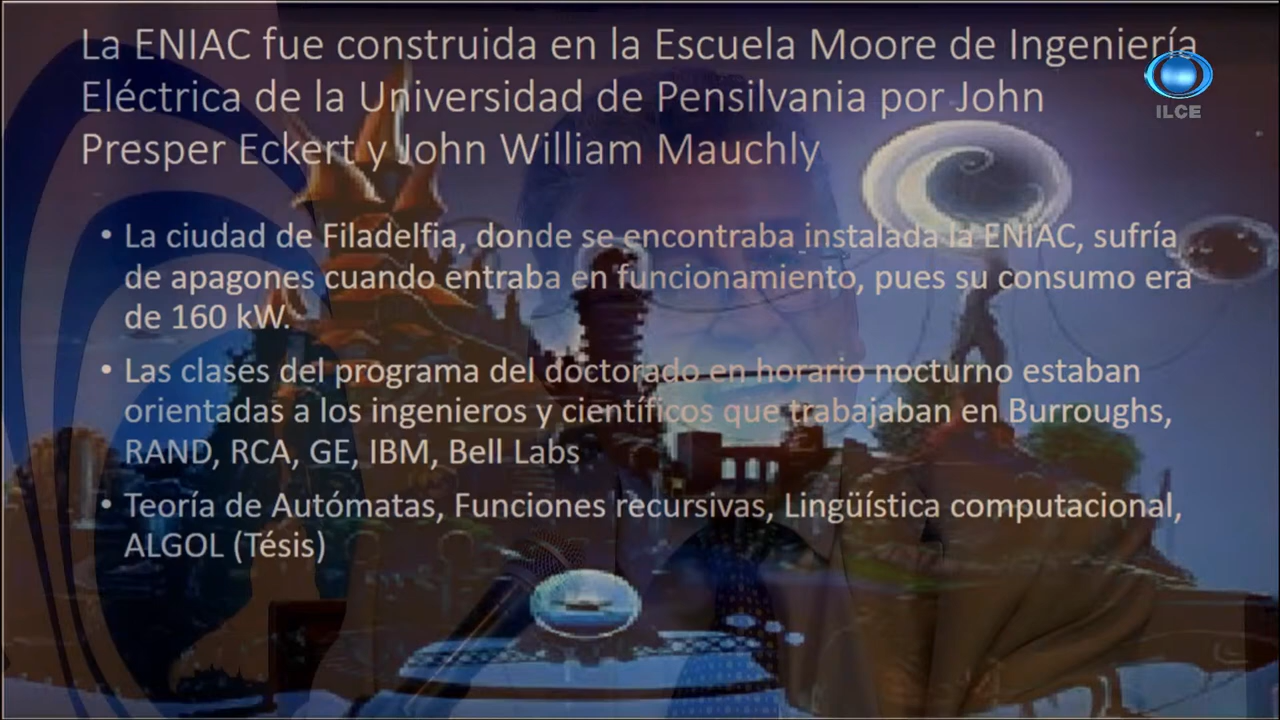 La ENIAC fue construida en la Escuela Moore de Ingeniería
Eléctrica de la Universidad de Pensilvania por John
Presper Eckert y John William Mauchly
ILCE
• La ciudad de Filadelfia, donde se encontraba instalada la ENIAC, sufría
de apagones cuando entraba en funcionamiento, pues su consumo era
de 160 kW.
• Las clases del programa del doctorado en horario nocturno estaban
orientadas a los ingenieros y científicos que trabajaban en Burroughs,
RAND, RCA, GE, IBM, Bell Labs
• Teoría de Autómatas, Funciones recursivas, Lingüística computacional,
ALGOL (Tésis)